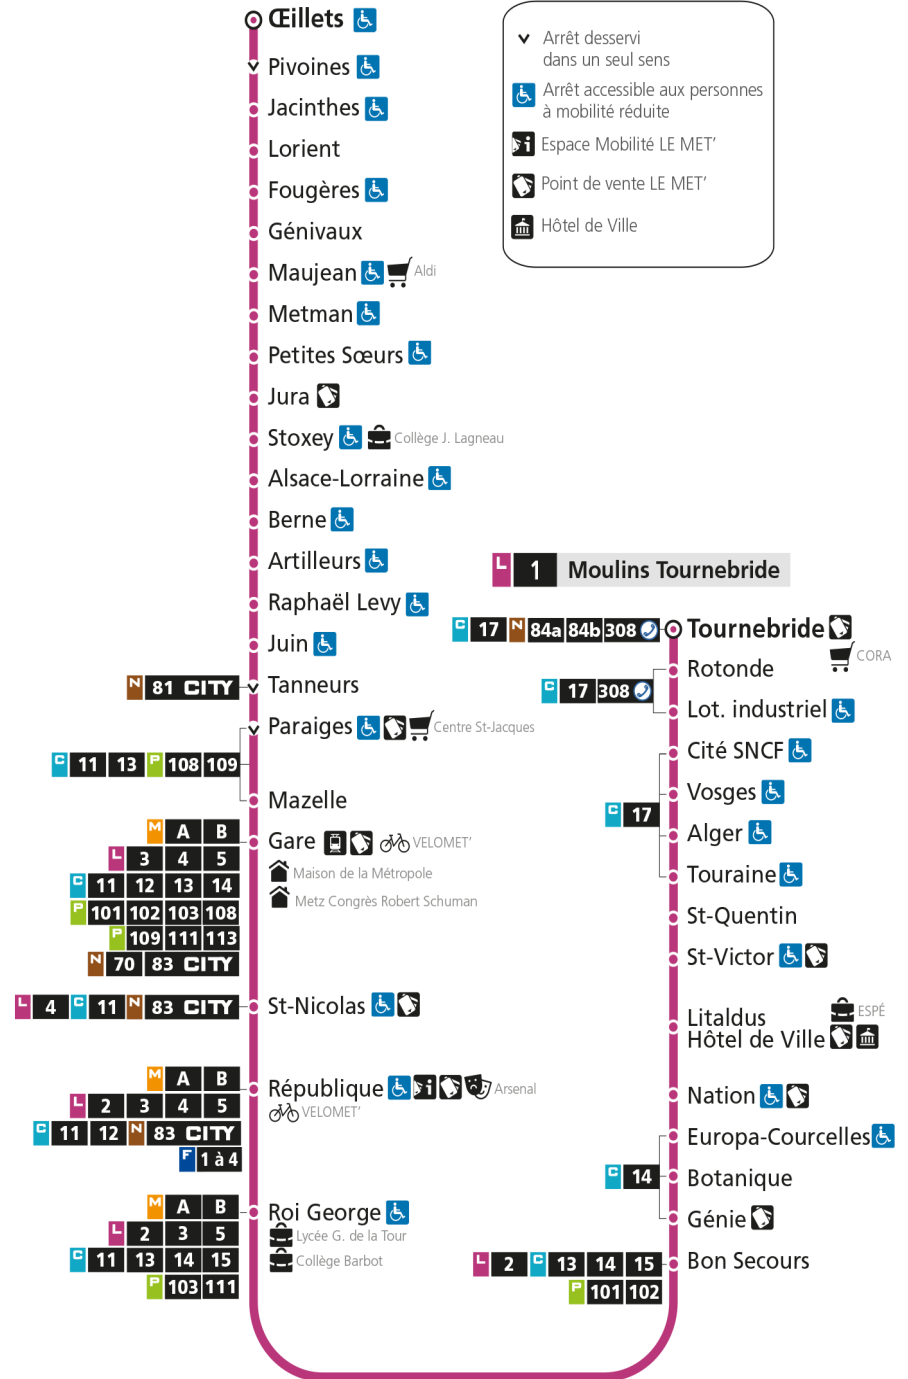 Œillets
Pivoines
Jacinthes
Lorient
Fougères
Génivaux
Maujean Aldi
Metman
Petites Sœurs
Jura
Stoxey Collège J. Lagneau
Alsace-Lorraine
Berne
Artilleurs
Raphaël Levy
Juin
N 81 CITY Tanneurs
Paraiges Centre St-Jacques
C 11 13 P 108 109
Mazelle
M A B
Gare VELOMET’
L 3 4 5
Maison de la Métropole
C 11 12 13 14
Metz Congrès Robert Schuman
P 101 102 103 108
P 109 111 113
N 70 83 CITY
L 4 C 11 N 83 CITY St-Nicolas
M A B
République Arsenal
L 2 3 4 5
VELOMET’
C 11 12 N 83 CITY
F 1 à 4
M A B
Roi George
L 2 3 5
Lycée G. de la Tour
C 11 13 14 15
Collège Barbot
P 103 111
Arrêt desservi
dans un seul sens
Arrêt accessible aux personnes
à mobilité réduite
Espace Mobilité LE MET’
Point de vente LE MET’
Hôtel de Ville
L 1 Moulins Tournebride
C 17 N 84a 84b 308 Tournebride
CORA
Rotonde
C 17 308
Lot. industriel
Cité SNCF
Vosges
C 17
Alger
Touraine
St-Quentin
St-Victor
Litaldus ESPÉ
Hôtel de Ville
Nation
Europa-Courcelles
C 14 Botanique
Génie
L 2 C 13 14 15 Bon Secours
P 101 102